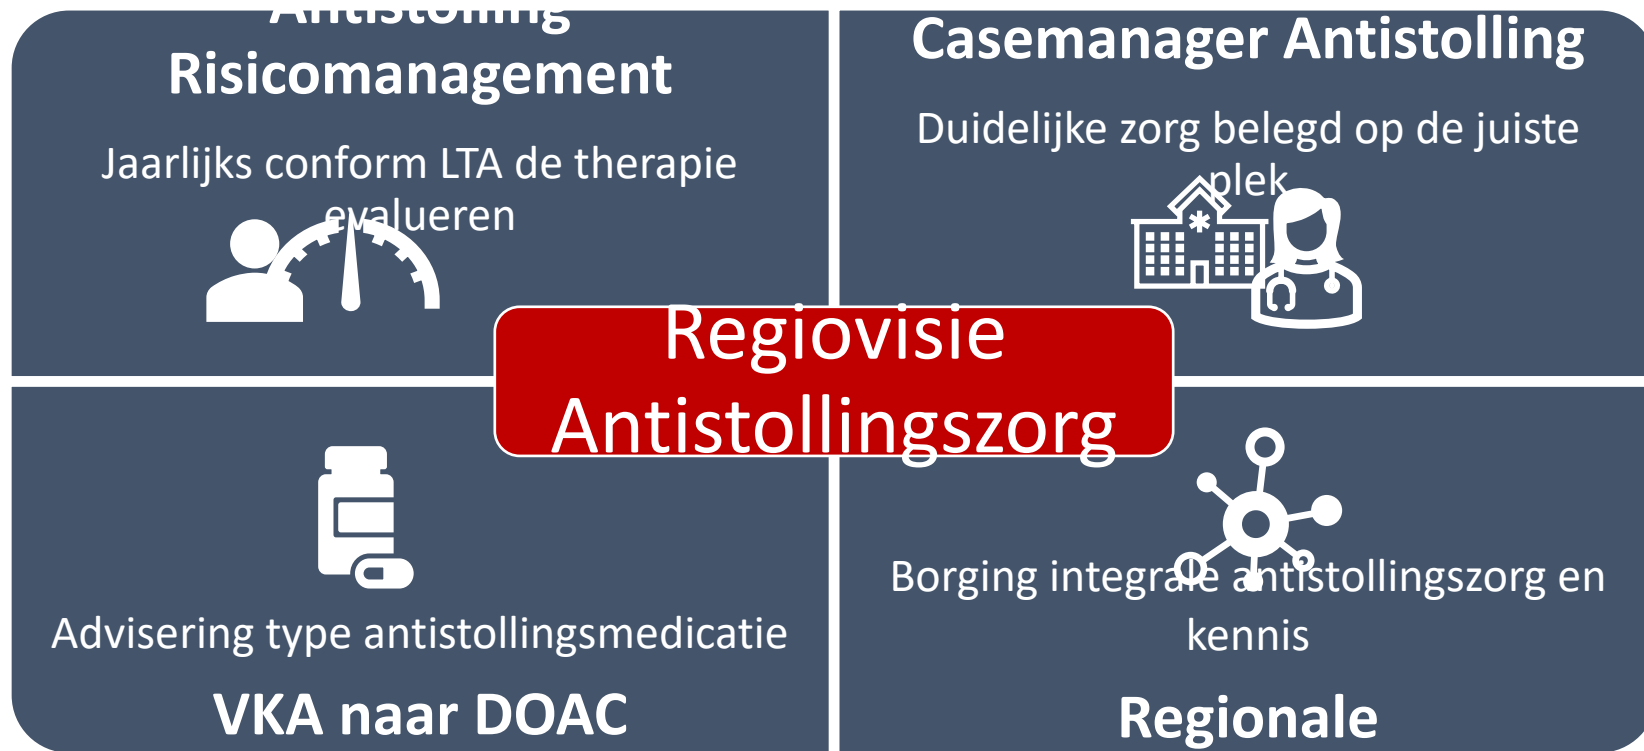 Antistolling
Risicomanagement
Jaarlijks conform LTA de therapie
evalueren
Casemanager Antistolling
Duidelijke zorg belegd op de juiste
plek
Regiovisie
Antistollingszorg
Advisering type antistollingsmedicatie
VKA naar DOAC
Borging integrale antistollingszorg en
kennis
Regionale